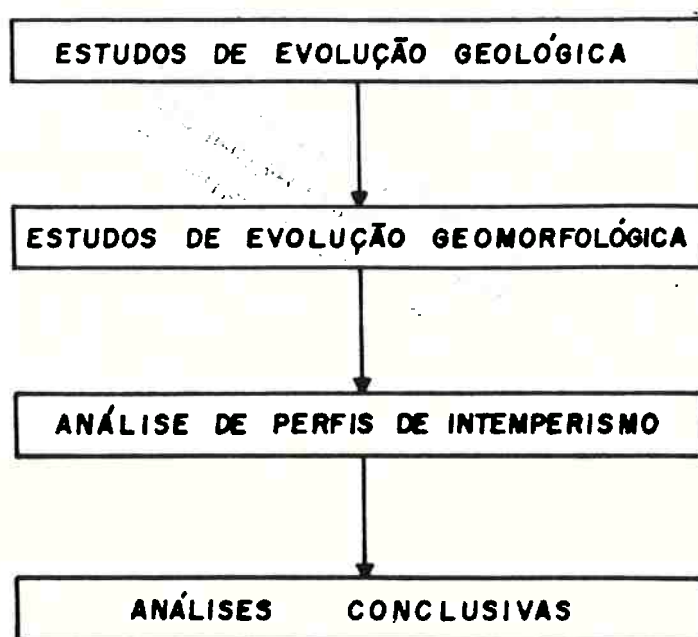 ESTUDOS DE EVOLUÇÃO GEOLÓGICA
ESTUDOS DE EVOLUÇÃO GEOMORFOLÓGICA
ANÁLISE DE PERFIS DE INTEMPERISMO
ANÁLISES CONCLUSIVAS